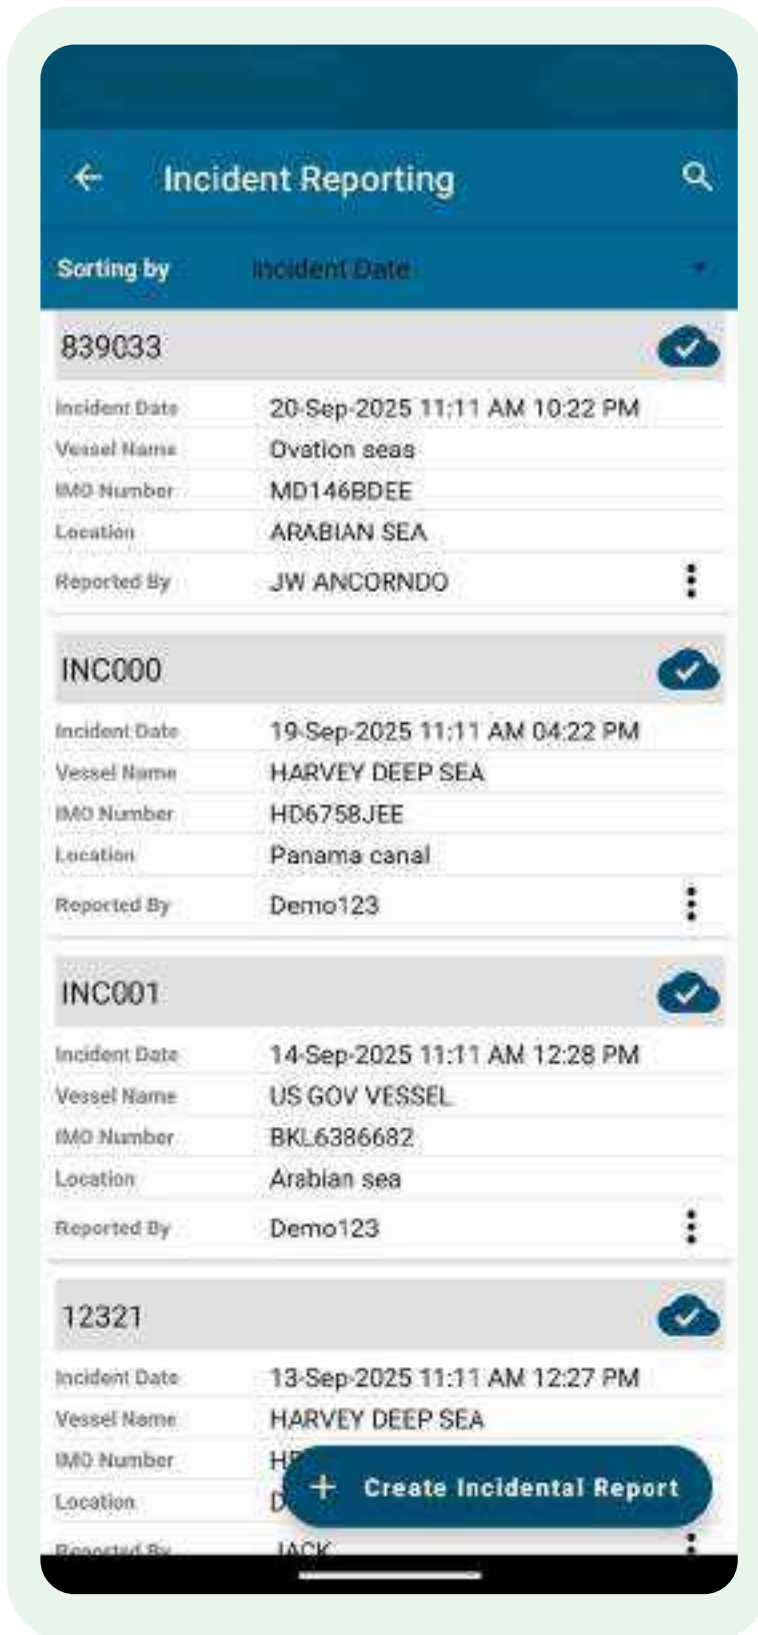 Incident Reporting
Sorting by Incident Date
839033
Incident Date 20-Sep-2025 11:11 AM 10:22 PM
Vessel Name Ovation seas
IMO Number MD146BDEE
Location ARABIAN SEA
Reported By JW ANCORNDO
INC000
Incident Date 19-Sep-2025 11:11 AM 04:22 PM
Vessel Name HARVEY DEEP SEA
IMO Number HD6758JEE
Location Panama canal
Reported By Demo123
INC001
Incident Date 14-Sep-2025 11:11 AM 12:28 PM
Vessel Name US GOV VESSEL
IMO Number BKL6386682
Location Arabian sea
Reported By Demo123
12321
Incident Date 13-Sep-2025 11:11 AM 12:27 PM
Vessel Name HARVEY DEEP SEA
IMO Number
Location D
+ Create Incidental Report
Reported By JACK